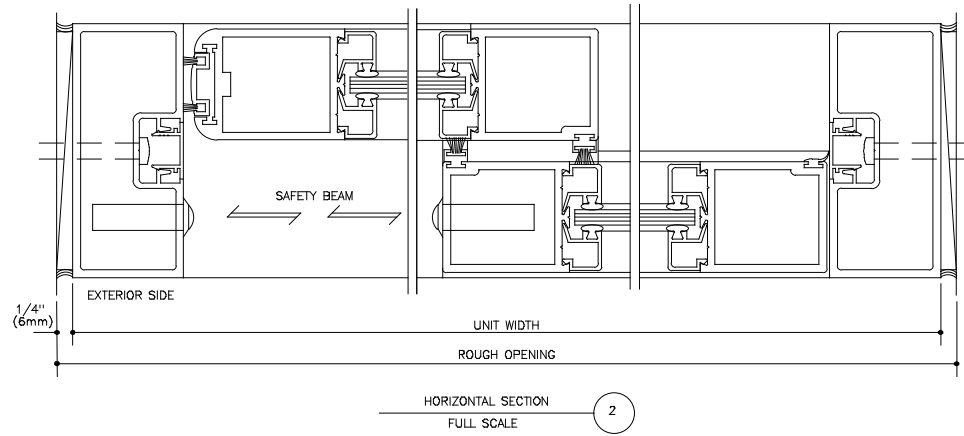 SAFETY BEAM
EXTERIOR SIDE
1/4"
(6mm)
UNIT WIDTH
ROUGH OPENING
HORIZONTAL SECTION
2
FULL SCALE